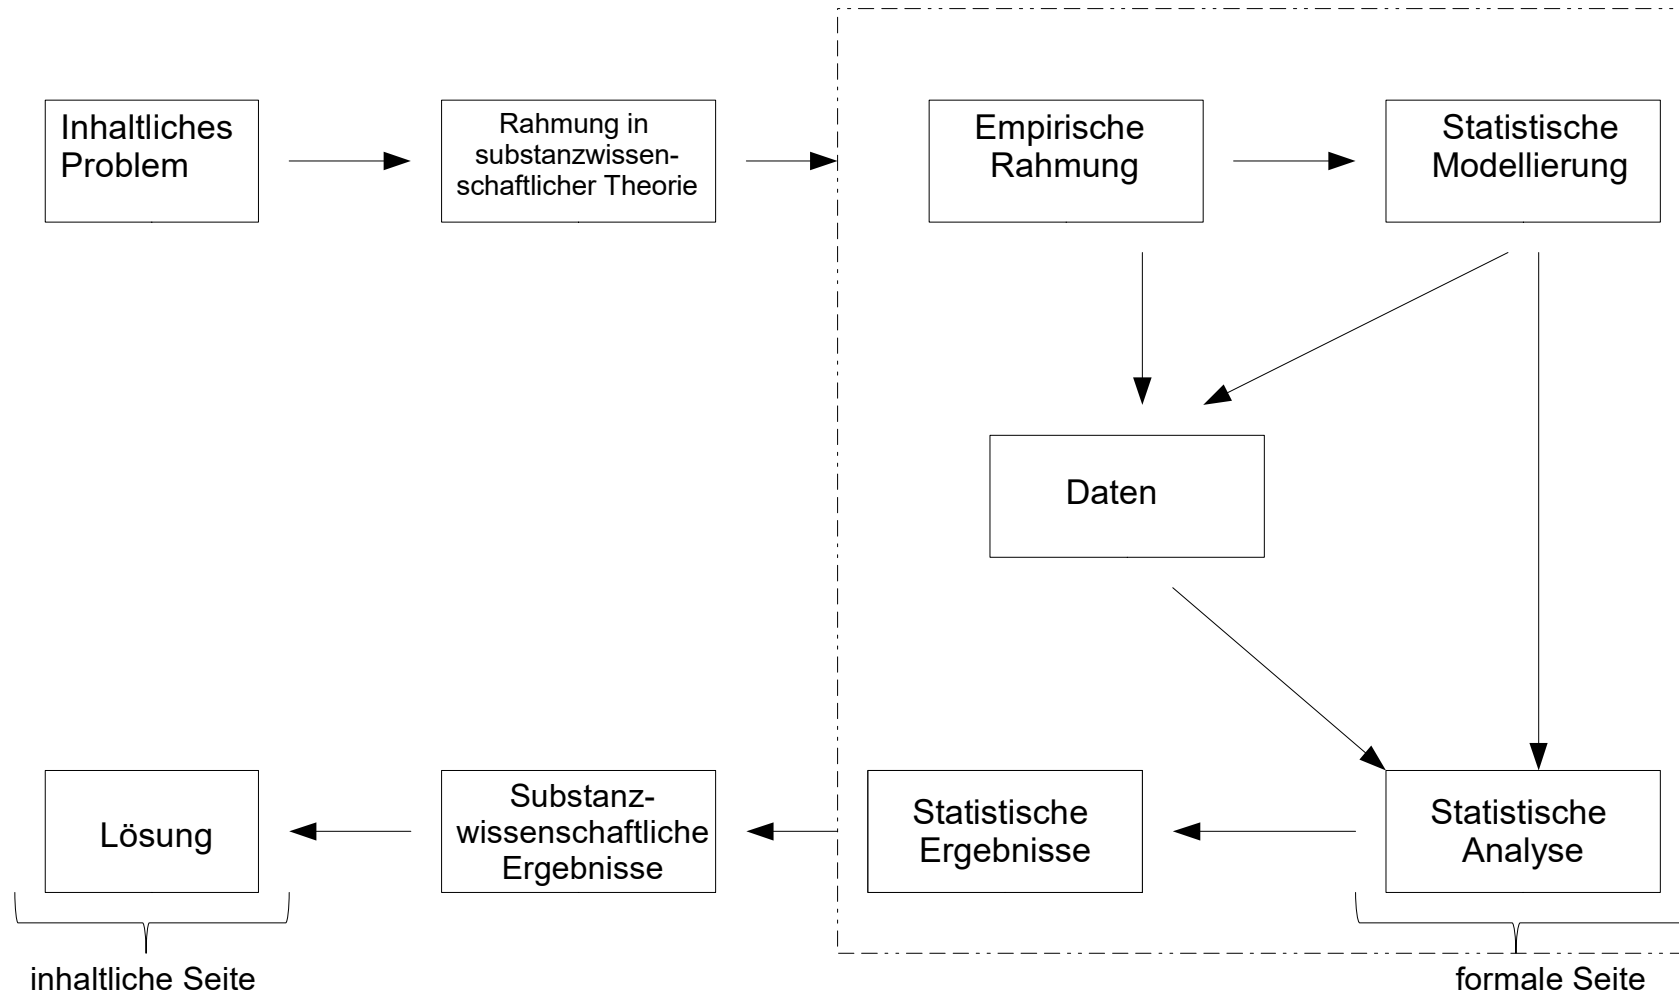 Inhaltliches
Problem
Rahmung in
substanzwissen-
schaftlicher Theorie
Empirische
Rahmung
Statistische
Modellierung
Daten
Lösung
Substanz-
wissenschaftliche
Ergebnisse
Statistische
Ergebnisse
Statistische
Analyse
inhaltliche Seite
formale Seite